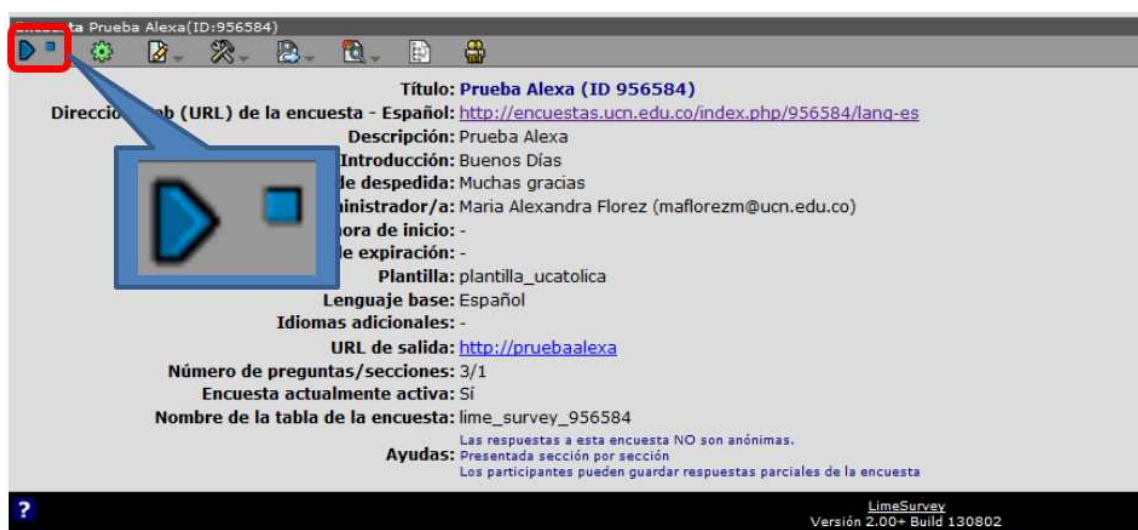 ta Prueba Alexa(ID:956584)
Título: Prueba Alexa (ID 956584)
(URL) de la encuesta - Español: http://encuestas.ucn.edu.co/index.php/956584/lang-es
Descripción: Prueba Alexa
Introducción: Buenos Días
de despedida: Muchas gracias
Maria Alexandra Florez (maflorezm@ucn.edu.co)
de inicio: -
de expiración: -
Plantilla: plantilla_ucatolica
Lenguaje base: Español
Idiomas adicionales: -
URL de salida: http://pruebaalexa
Número de preguntas/secciones: 3/1
Encuesta actualmente activa: Sí
Nombre de la tabla de la encuesta: lime_survey_956584
Las respuestas a esta encuesta NO son anónimas.
Ayudas: Presentada sección por sección
Los participantes pueden guardar respuestas parciales de la encuesta
? LimeSurvey
Versión 2.00+ Build 130802